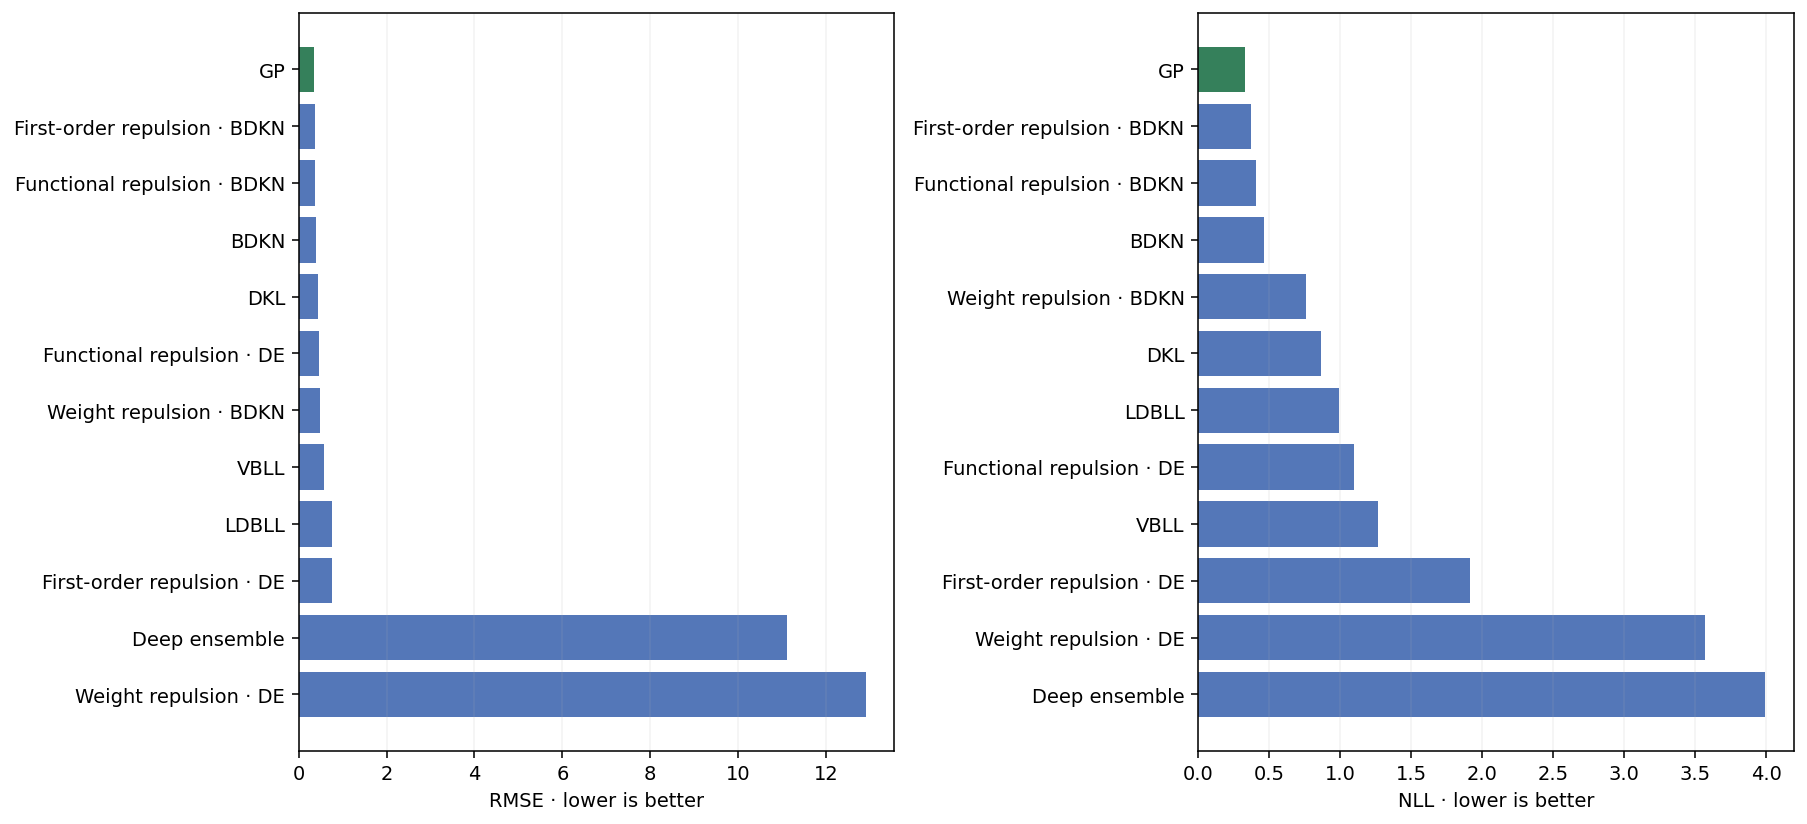 GP
First-order repulsion · BDKN
Functional repulsion · BDKN
BDKN
DKL
Functional repulsion · DE
Weight repulsion · BDKN
VBLL
LDBLL
First-order repulsion · DE
Deep ensemble
Weight repulsion · DE
0 2 4 6 8 10 12
RMSE · lower is better
GP
First-order repulsion · BDKN
Functional repulsion · BDKN
BDKN
Weight repulsion · BDKN
DKL
LDBLL
Functional repulsion · DE
VBLL
First-order repulsion · DE
Weight repulsion · DE
Deep ensemble
0.0 0.5 1.0 1.5 2.0 2.5 3.0 3.5 4.0
NLL · lower is better